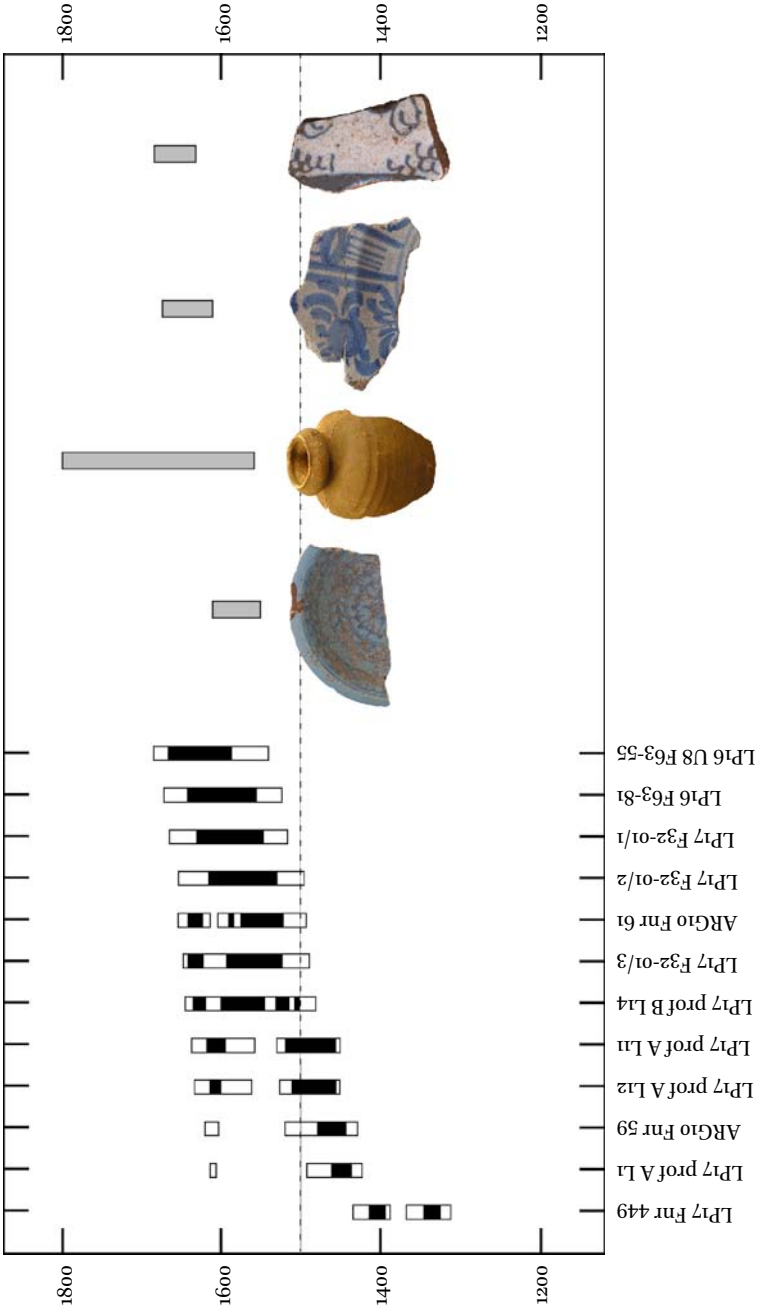 1200
1400
1600
1800
LP17 Fnr 449
LP17 prof A L1
ARG10 Fnr 59
LP17 prof A L12
LP17 prof A L11
LP17 prof B L14
LP17 F32-01/3
ARG10 Fnr 61
LP17 F32-01/2
LP17 F32-01/1
LP16 F63-81
LP16 U8 F63-55
1200
1400
1600
1800